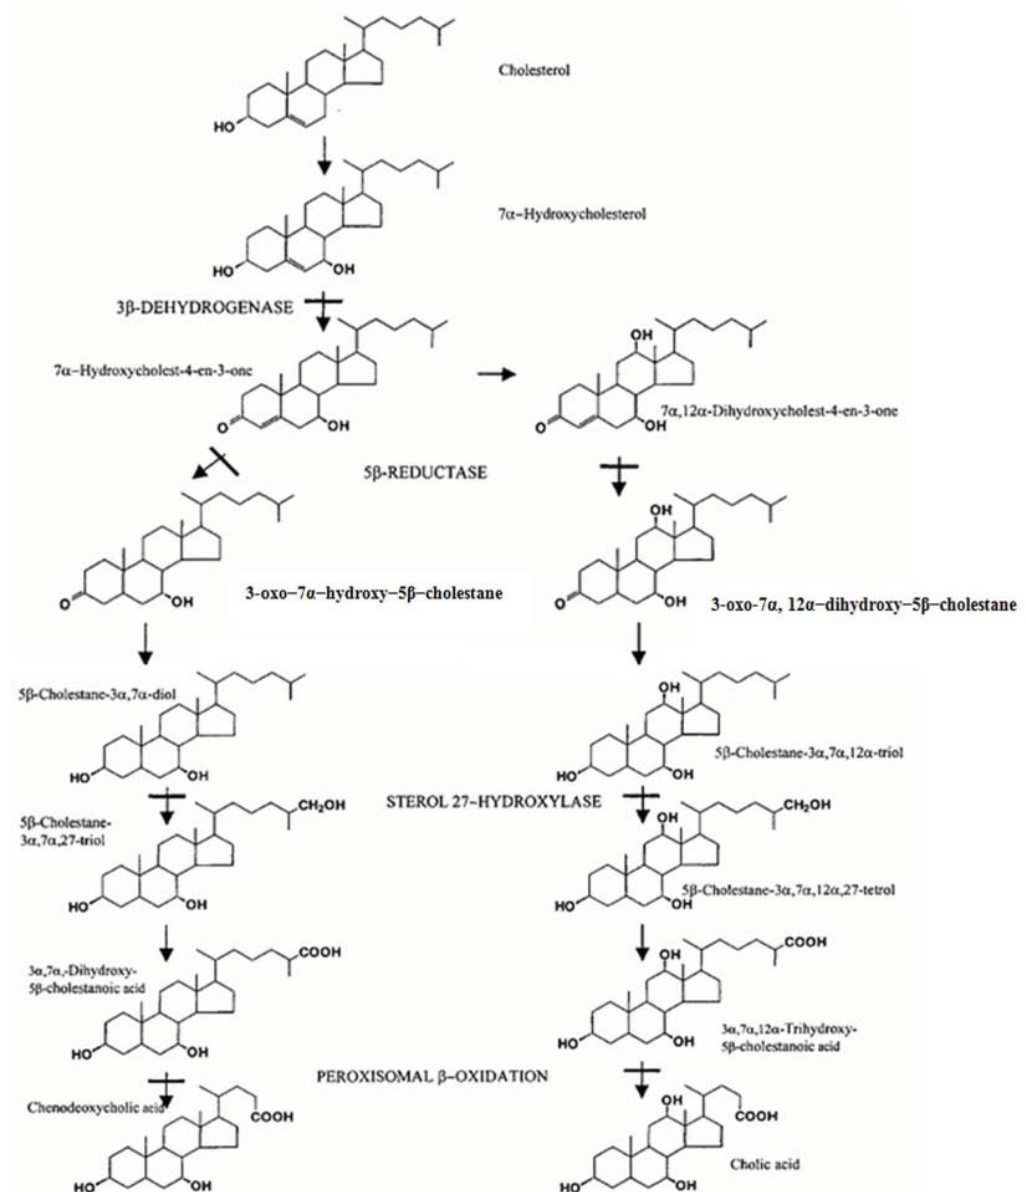 Cholesterol
HO
7α-Hydroxycholesterol
HO
OH
3β-DEHYDROGENASE
7α-Hydroxycholest-4-en-3-one
O
OH
OH
7α,12α-Dihydroxycholest-4-en-3-one
O
OH
5β-REDUCTASE
O
OH
3-oxo-7α-hydroxy-5β-cholestane
OH
O
OH
3-oxo-7α, 12α-dihydroxy-5β-cholestane
5β-Cholestane-3α,7α-diol
HO
OH
OH
5β-Cholestane-3α,7α,12α-triol
HO
OH
STEROL 27-HYDROXYLASE
CH₂OH
5β-Cholestane-
3α,7α,27-triol
HO
OH
CH₂OH
OH
5β-Cholestane-3α,7α,12α,27-tetrol
HO
OH
COOH
3α,7α,-Dihydroxy-
5β-cholestanoic acid
HO
OH
COOH
OH
3α,7α,12α-Trihydroxy-
5β-cholestanoic acid
HO
OH
PEROXISOMAL β-OXIDATION
Chenodeoxycholic acid
COOH
HO
OH
OH
COOH
Cholic acid
HO
OH